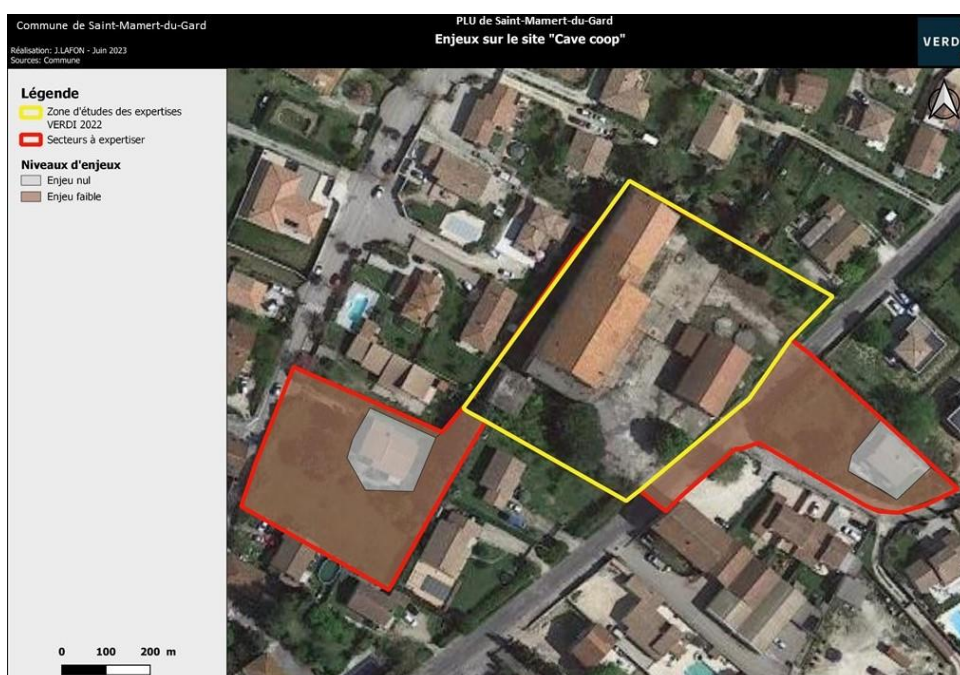 Commune de Saint-Mamert-du-Gard
Réalisation: J.LAFON - Juin 2023
Sources: Commune
PLU de Saint-Mamert-du-Gard
Enjeux sur le site "Cave coop"
VERD
Légende
Zone d'études des expertises
VERDI 2022
Secteurs à expertiser
Niveaux d'enjeux
Enjeu nul
Enjeu faible
0 100 200 m